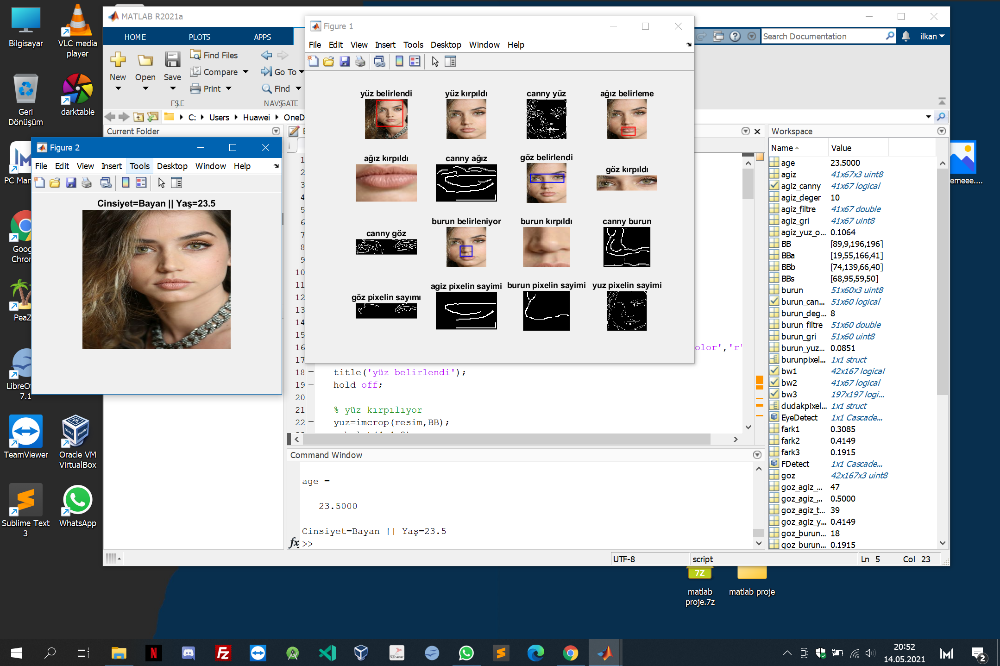 Bilgisayar
VLC media
player
Geri
Dönüşüm
darktable
PC Man
Goog
Chron
PeaZ
LibreOf
7.1
TeamViewer
Oracle VM
VirtualBox
Sublime Text
3
WhatsApp
MATLAB R2021a
HOME
PLOTS
APPS
Search Documentation
ilkan
New
Open
Save
Find Files
Compare
Print
Go To
Find
FŞLE
NAVŞGATE
C:
Users
Huawei
OneD
Current Folder
Figure 2
File Edit View Insert Tools Desktop Window Help
Cinsiyet=Bayan || Yaş=23.5
Figure 1
File Edit View Insert Tools Desktop Window Help
yüz belirlendi
yüz kırpıldı
canny yüz
ağız belirleme
ağız kırpıldı
canny ağız
göz belirlendi
göz kırpıldı
canny göz
burun belirleniyor
burun kırpıldı
canny burun
göz pixelin sayımı
agiz pixelin sayimi
burun pixelin sayimi
yuz pixelin sayimi
1
2
3
4
5
6
7
8
9
10
11
12
13
14
15
16 olor','r'
17
18 title('yüz belirlendi');
19 hold off;
20
21 % yüz kırpılıyor
22 yuz=imcrop(resim,BB);
Command Window
age =
23.5000
Cinsiyet=Bayan || Yaş=23.5
fx >>
Workspace
Name Value
age 23.5000
agiz 41x67x3 uint8
agiz_canny 41x67 logical
agiz_deger 10
agiz_filtre 41x67 double
agiz_gri 41x67 uint8
agiz_yuz_o... 0.1064
BB [89,9,196,196]
BBa [19,55,166,41]
BBb [74,139,66,40]
BBs [68,95,59,50]
burun 51x60x3 uint8
burun_can... 51x60 logical
burun_deg... 8
burun_filtre 51x60 double
burun_gri 51x60 uint8
burun_yuz... 0.0851
burunpixel... 1x1 struct
bw1 42x167 logical
bw2 41x67 logical
bw3 197x197 logi...
dudakpixel... 1x1 struct
EyeDetect 1x1 Cascade...
fark1 0.3085
fark2 0.4149
fark3 0.1915
FDetect 1x1 Cascade...
goz 42x167x3 uint8
goz_agiz_... 47
goz_agiz_... 0.5000
goz_agiz_t... 39
goz_agiz_y... 0.4149
goz_burun... 18
goz_burun... 0.1915
emeee....
UTF-8
script
Ln 5 Col 23
7Z
matlab
proje.7z
matlab proje
20:52
14.05.2021
2